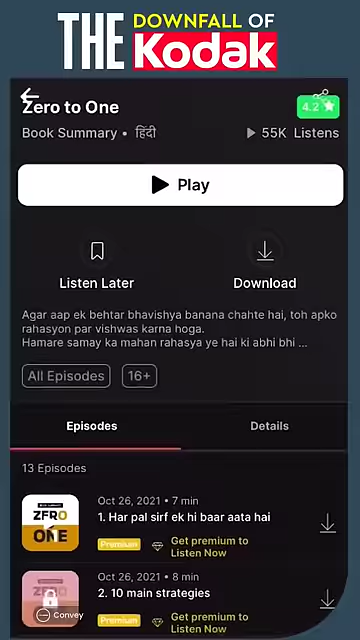 THE DOWNFALL OF
Kodak
Zero to One
4.2 ★
Book Summary • हिंदी
55K Listens
Play
Listen Later
Download
Agar aap ek behtar bhavishya banana chahte hai, toh apko
rahasyon par vishwas karna hoga.
Hamare samay ka mahan rahasya ye hai ki abhi bhi ...
All Episodes
16+
Episodes
Details
13 Episodes
Oct 26, 2021 • 7 min
1. Har pal sirf ek hi baar aata hai
Premium
Get premium to
Listen Now
ZERO
TO
ONE
Oct 26, 2021 • 8 min
2. 10 main strategies
Premium
Get premium to
Listen Now
ZERO
Convey